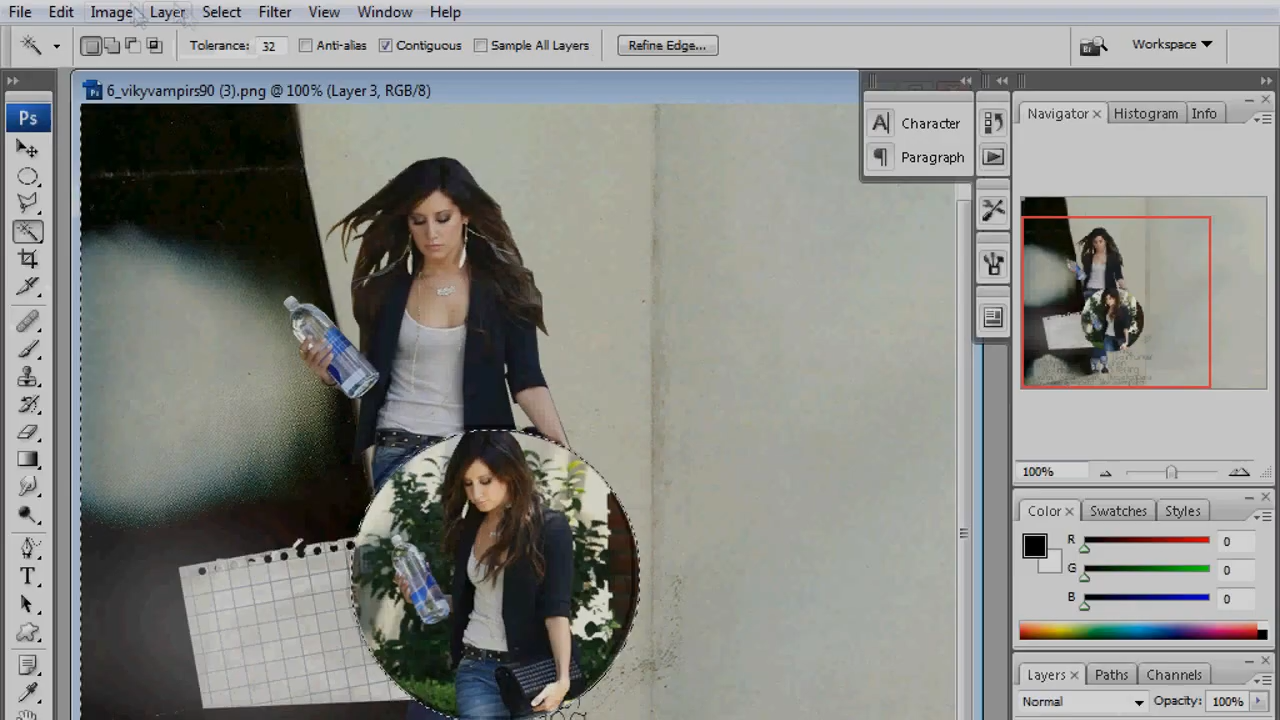 File Edit Image Layer Select Filter View Window Help
Tolerance: 32 Anti-alias Contiguous Sample All Layers Refine Edge... Workspace
Ps
6_vikyvampirs90 (3).png @ 100% (Layer 3, RGB/8)
A Character
¶ Paragraph
Navigator Histogram Info
100%
Color Swatches Styles
R 0
G 0
B 0
T
Layers Paths Channels
Normal Opacity: 100%